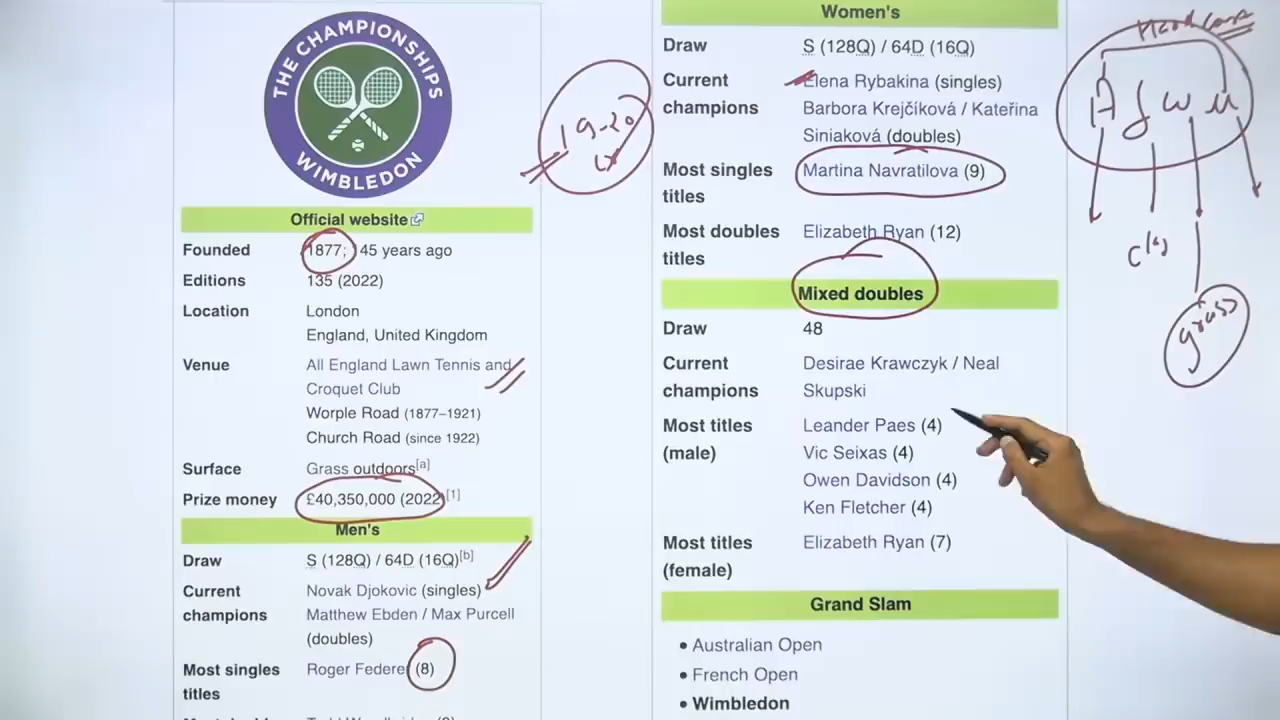 THE CHAMPIONSHIPS
WIMBLEDON
Official website
Founded 1877; 45 years ago
Editions 135 (2022)
Location London
England, United Kingdom
Venue All England Lawn Tennis and
Croquet Club
Worple Road (1877–1921)
Church Road (since 1922)
Surface Grass outdoors[a]
Prize money £40,350,000 (2022)[1]
Men's
Draw S (128Q) / 64D (16Q)[b]
Current Novak Djokovic (singles)
champions Matthew Ebden / Max Purcell
(doubles)
Most singles Roger Federer (8)
titles
19-20
Women's
Draw S (128Q) / 64D (16Q)
Current Elena Rybakina (singles)
champions Barbora Krejčíková / Kateřina
Siniaková (doubles)
Most singles Martina Navratilova (9)
titles
Most doubles Elizabeth Ryan (12)
titles
Mixed doubles
Draw 48
Current Desirae Krawczyk / Neal
champions Skupski
Most titles Leander Paes (4)
(male) Vic Seixas (4)
Owen Davidson (4)
Ken Fletcher (4)
Most titles Elizabeth Ryan (7)
(female)
Grand Slam
• Australian Open
• French Open
• Wimbledon
A f w u
grass